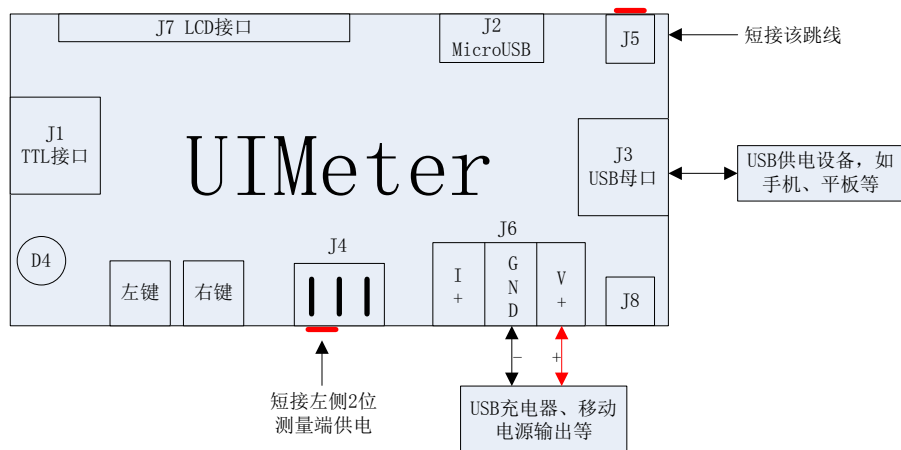 J7 LCD接口
J2
MicroUSB
J5
短接该跳线
J1
TTL接口
UIMeter
J3
USB母口
USB供电设备，如
手机、平板等
D4
左键
右键
J4
J6
I
+
G
N
D
V
+
J8
-
+
短接左侧2位
测量端供电
USB充电器、移动
电源输出等